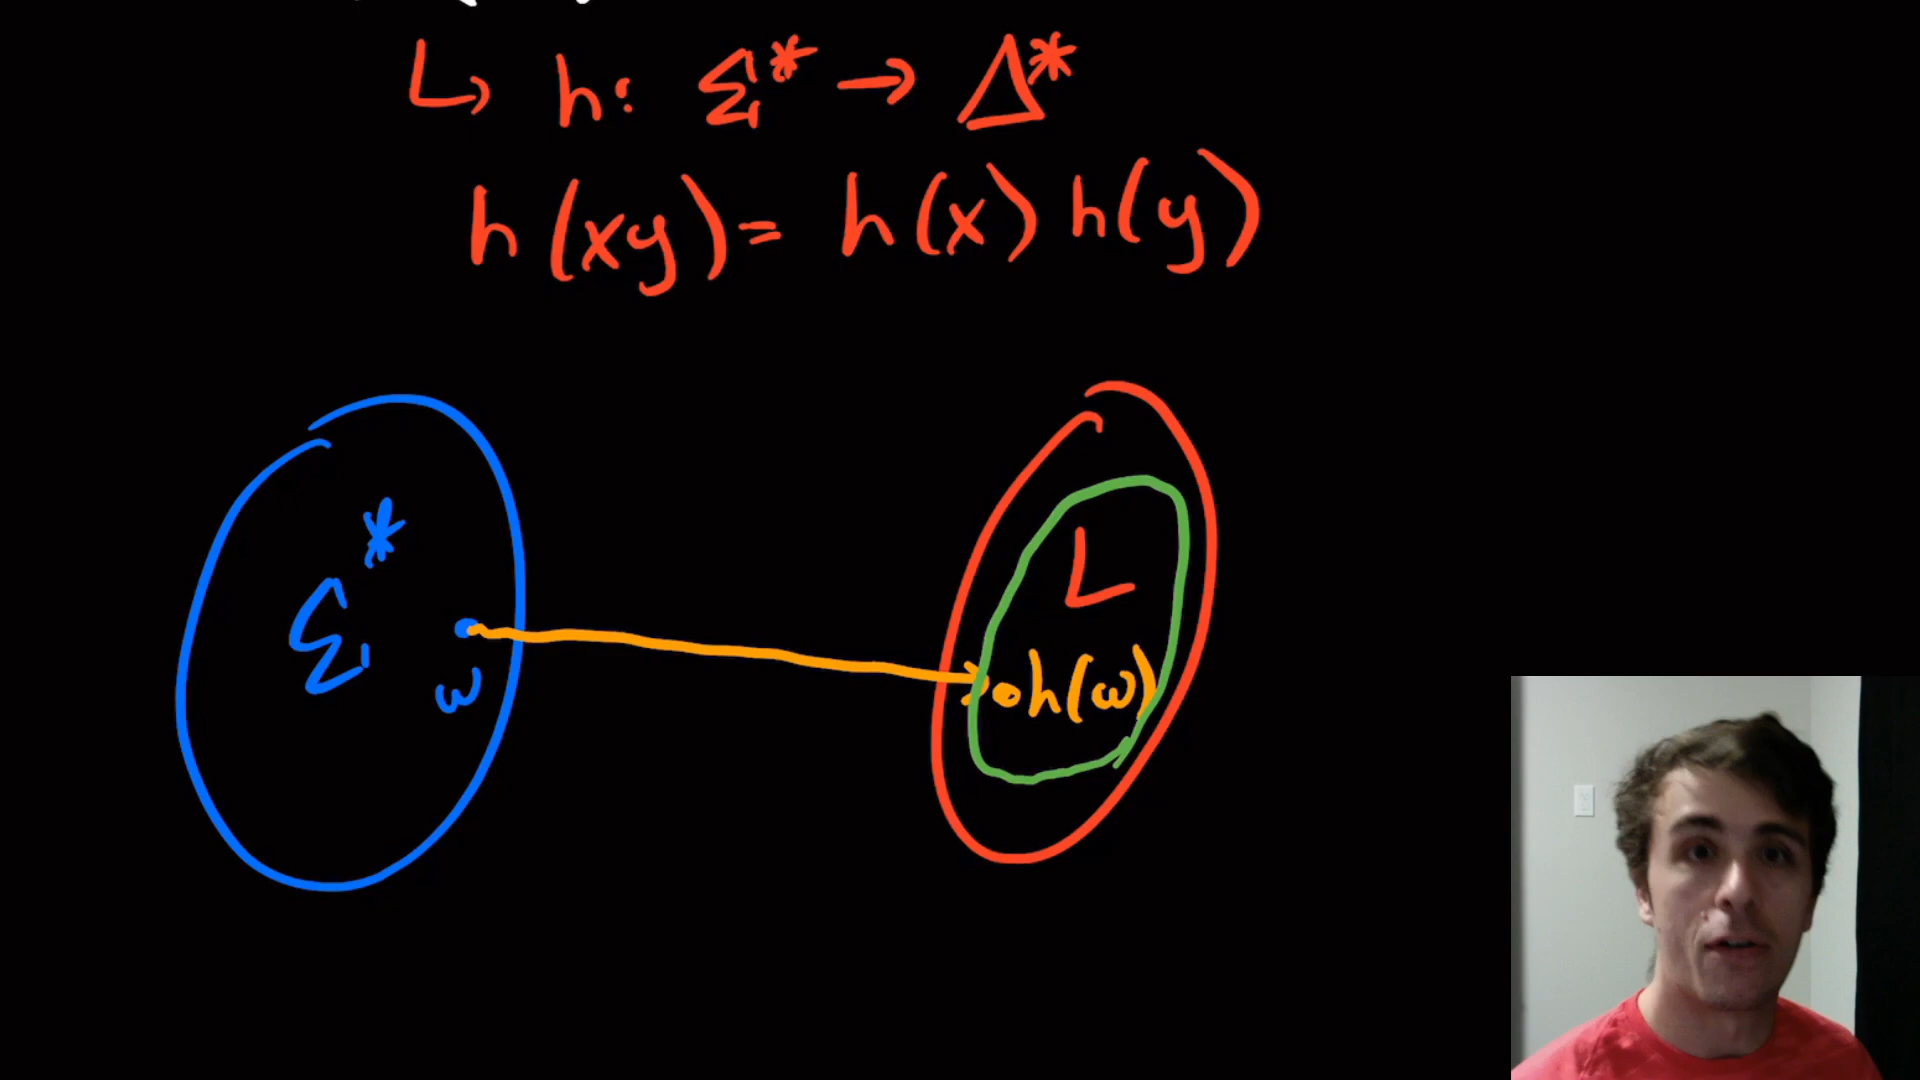 ↳ h: Σ* → Δ*
h(xy) = h(x) h(y)
Σ*
L
ω
h(ω)